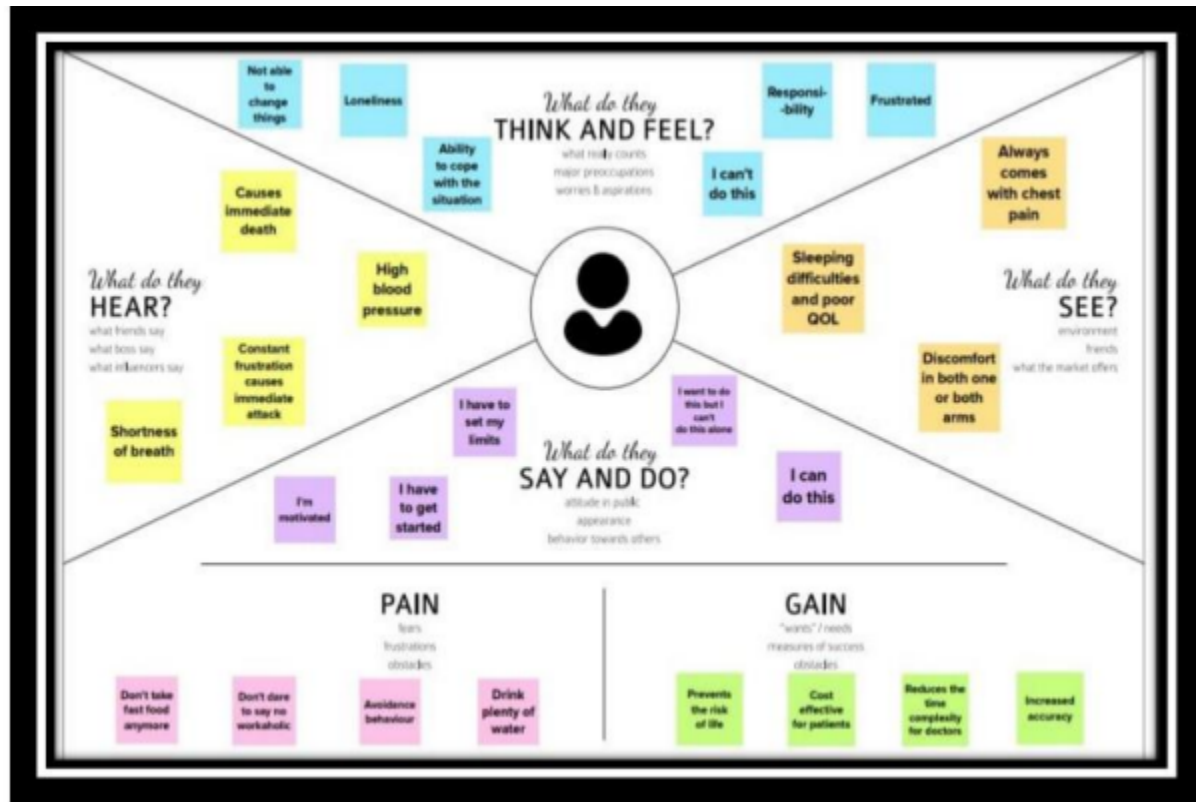 What do they
THINK AND FEEL?
what really counts
major preoccupations
worries & aspirations
Not able
to
change
things
Loneliness
Ability
to cope
with the
situation
Responsi-
-bility
Frustrated
I can't
do this
What do they
HEAR?
what friends say
what boss say
what influencers say
Causes
immediate
death
High
blood
pressure
Constant
frustration
causes
immediate
attack
Shortness
of breath
What do they
SEE?
environment
friends
what the market offers
Always
comes
with chest
pain
Sleeping
difficulties
and poor
QOL
Discomfort
in both one
or both
arms
What do they
SAY AND DO?
attitude in public
appearance
behavior towards others
I have to
set my
limits
I want to do
this but I
can't
do this alone
I'm
motivated
I have
to get
started
I can
do this
PAIN
fears
frustrations
obstacles
Don't take
fast food
anymore
Don't dare
to say no
workaholic
Avoidance
behaviour
Drink
plenty of
water
GAIN
"wants" / needs
measures of success
obstacles
Prevents
the risk
of life
Cost
effective
for patients
Reduces the
time
complexity
for doctors
Increased
accuracy